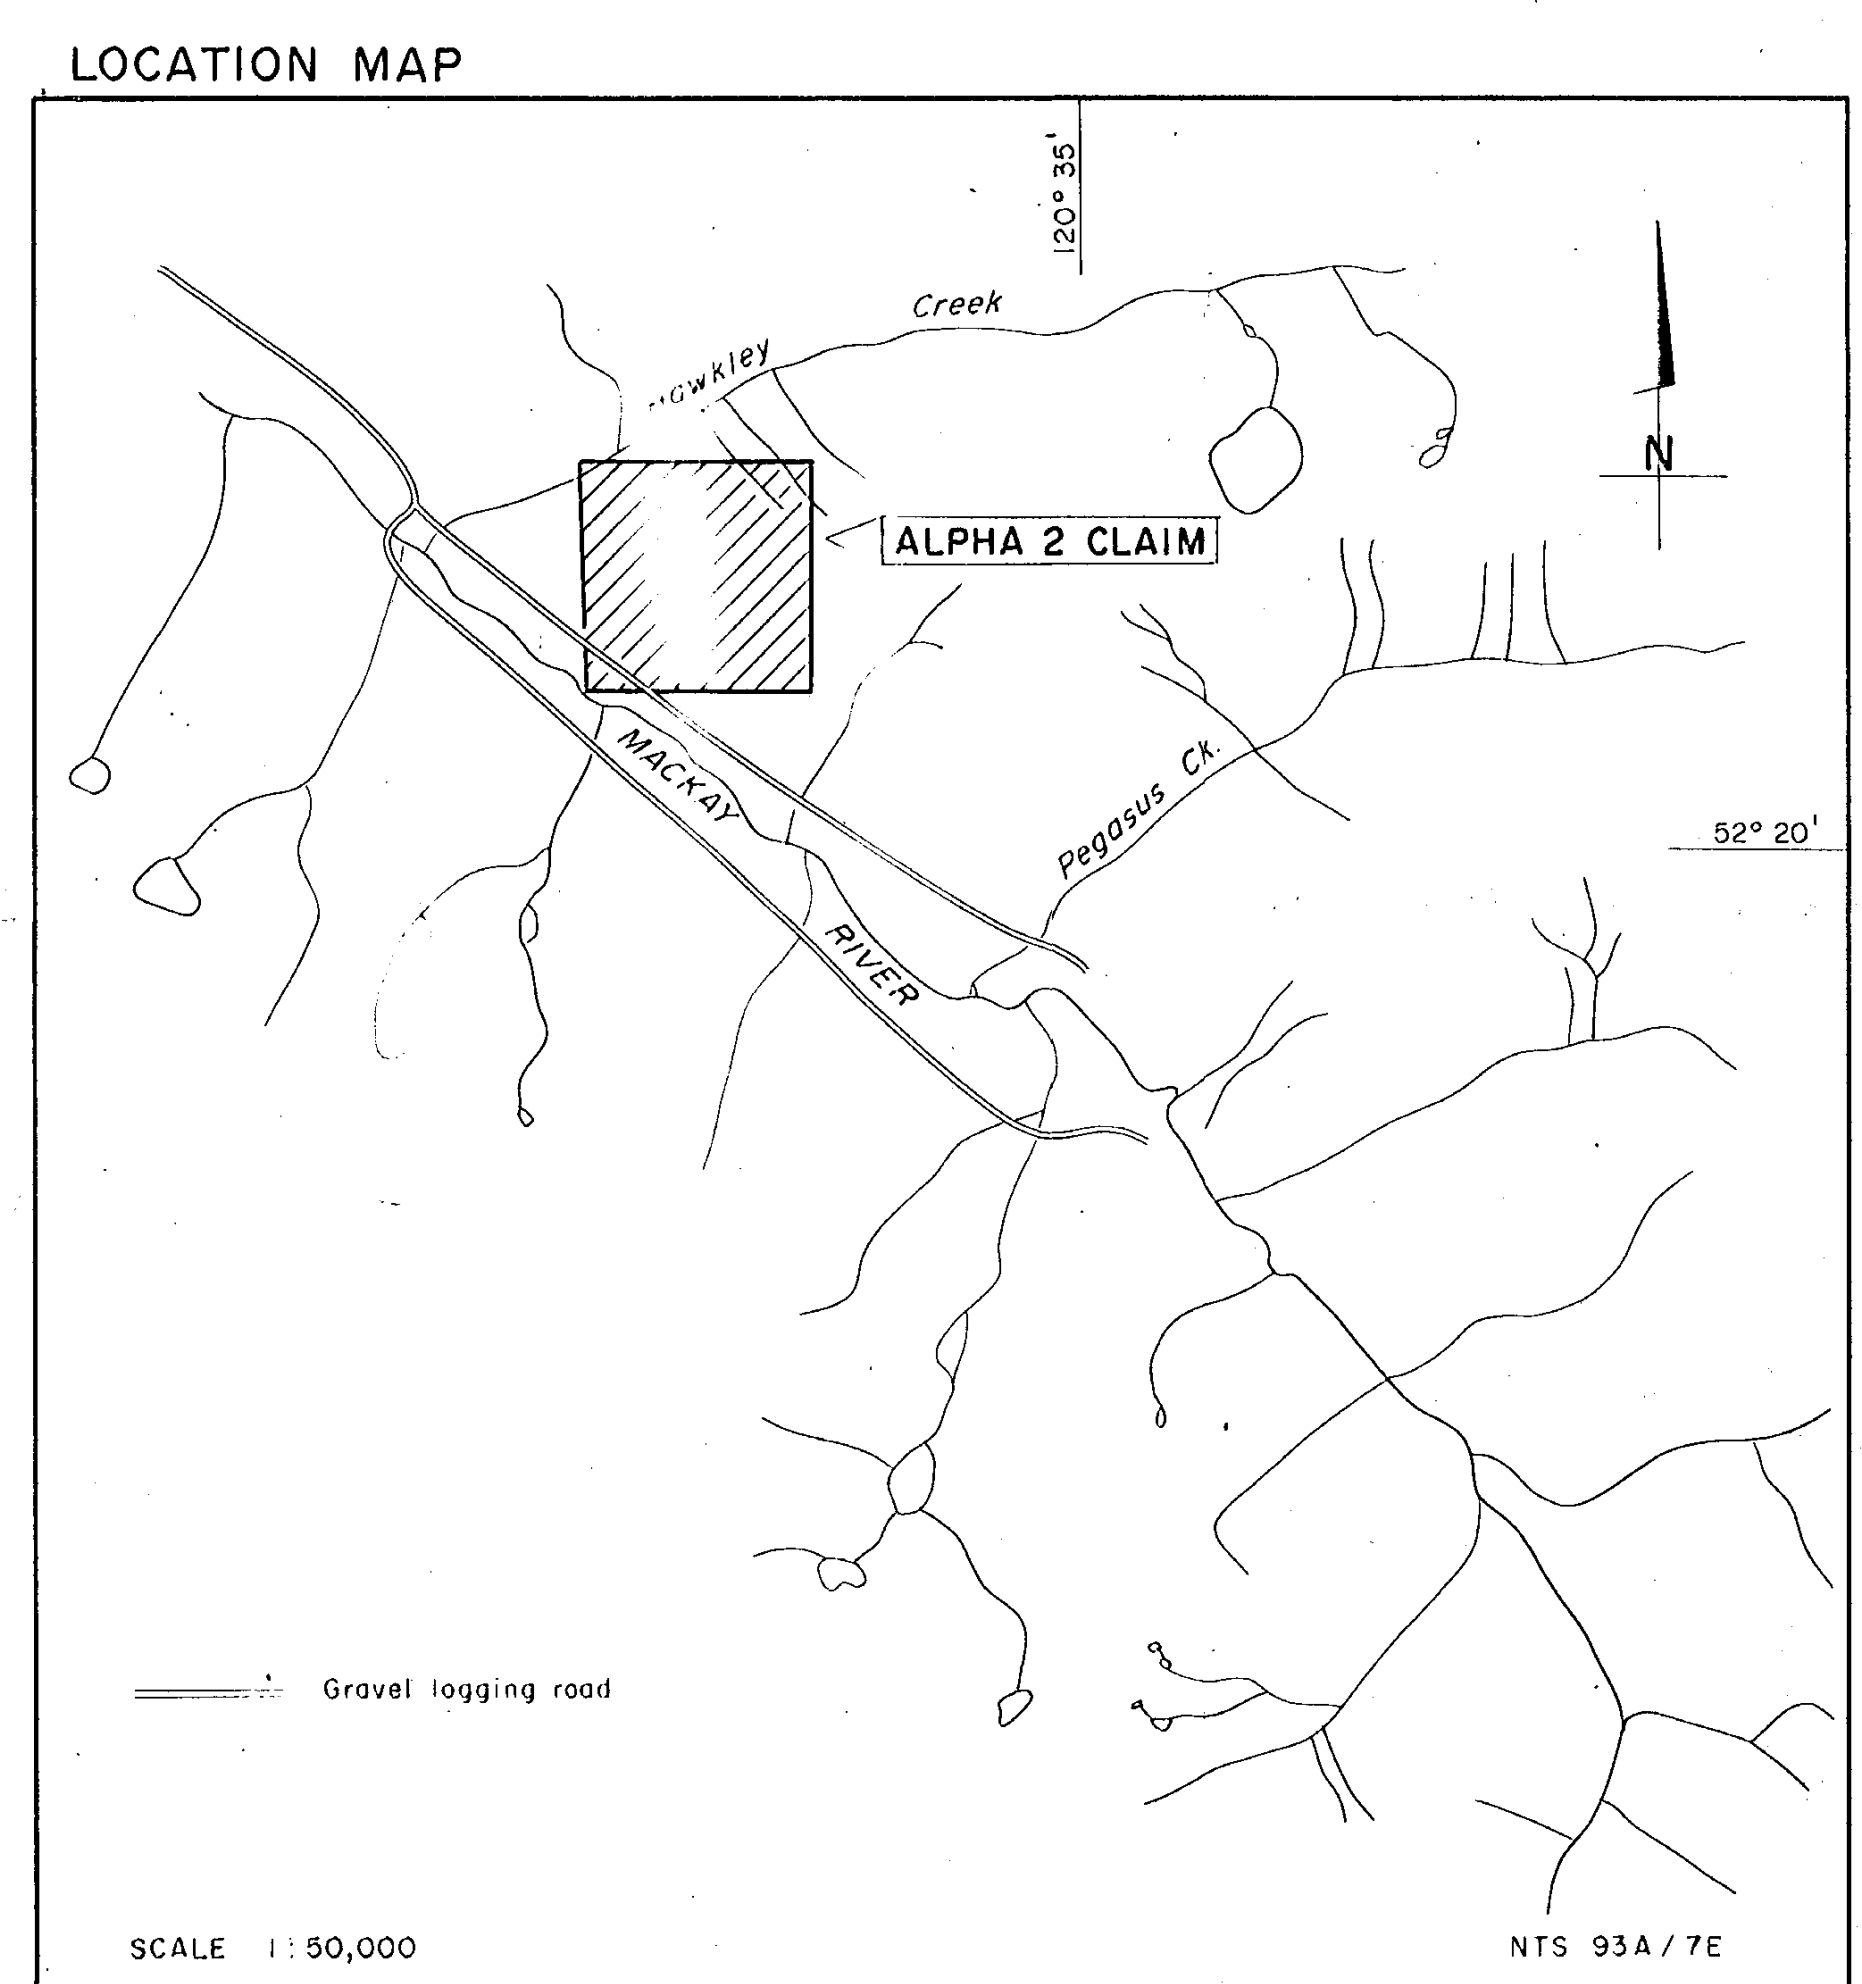 LOCATION MAP
120° 35'
Creek
Hawkley
N
ALPHA 2 CLAIM
MACKAY
Pegasus Ck.
52° 20'
RIVER
Gravel logging road
SCALE 1:50,000
NTS 93A/7E